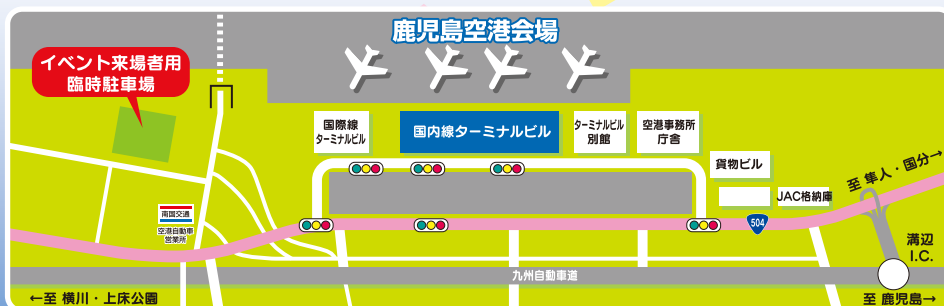 鹿児島空港会場
イベント来場者用
臨時駐車場
国際線
ターミナルビル
国内線ターミナルビル
ターミナルビル
別館
空港事務所
庁舎
貨物ビル
JAC格納庫
至 隼人・国分→
南国交通
空港自動車
営業所
504
溝辺
I.C.
九州自動車道
←至 横川・上床公園
至 鹿児島→